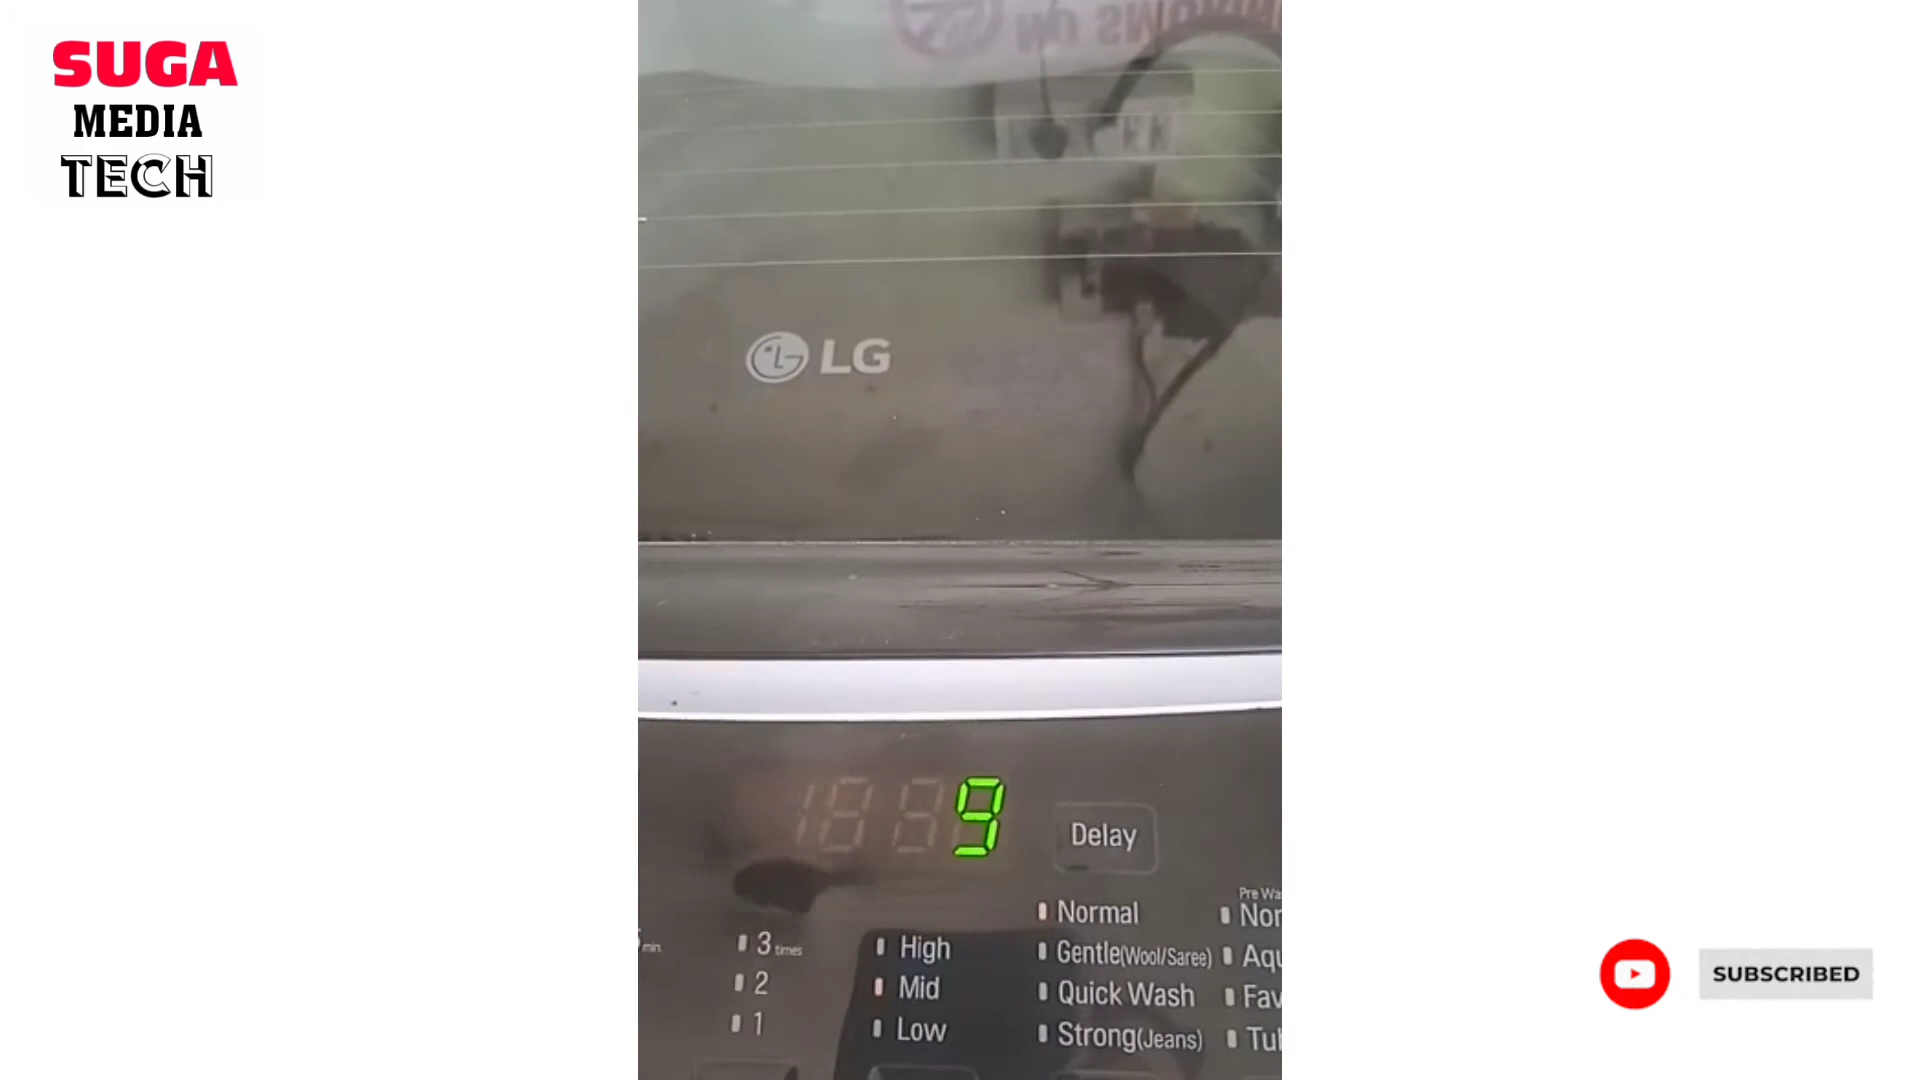 SUGA
MEDIA
TECH
LG
9
Delay
Normal
Gentle(Wool/Saree)
Quick Wash
Strong(Jeans)
High
Mid
Low
3 times
2
1
min.
SUBSCRIBED